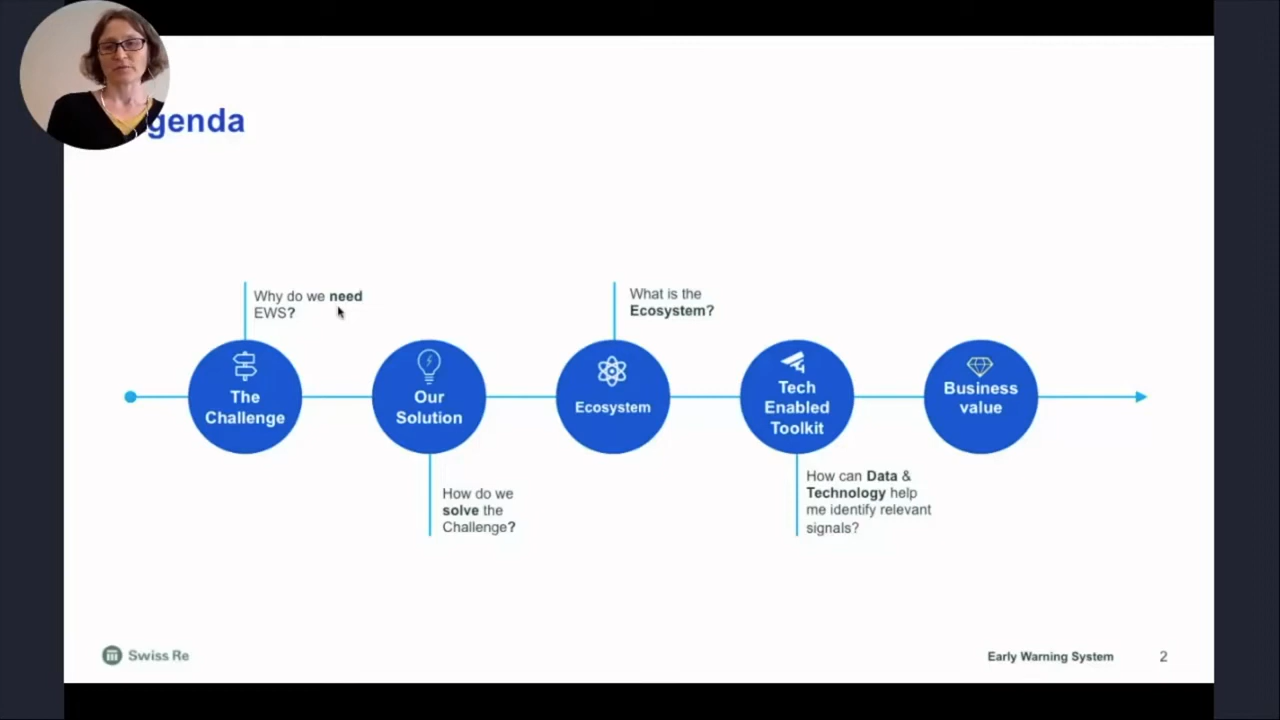 genda
Why do we need
EWS?
What is the
Ecosystem?
The
Challenge
Our
Solution
Ecosystem
Tech
Enabled
Toolkit
Business
value
How do we
solve the
Challenge?
How can Data &
Technology help
me identify relevant
signals?
Swiss Re
Early Warning System
2